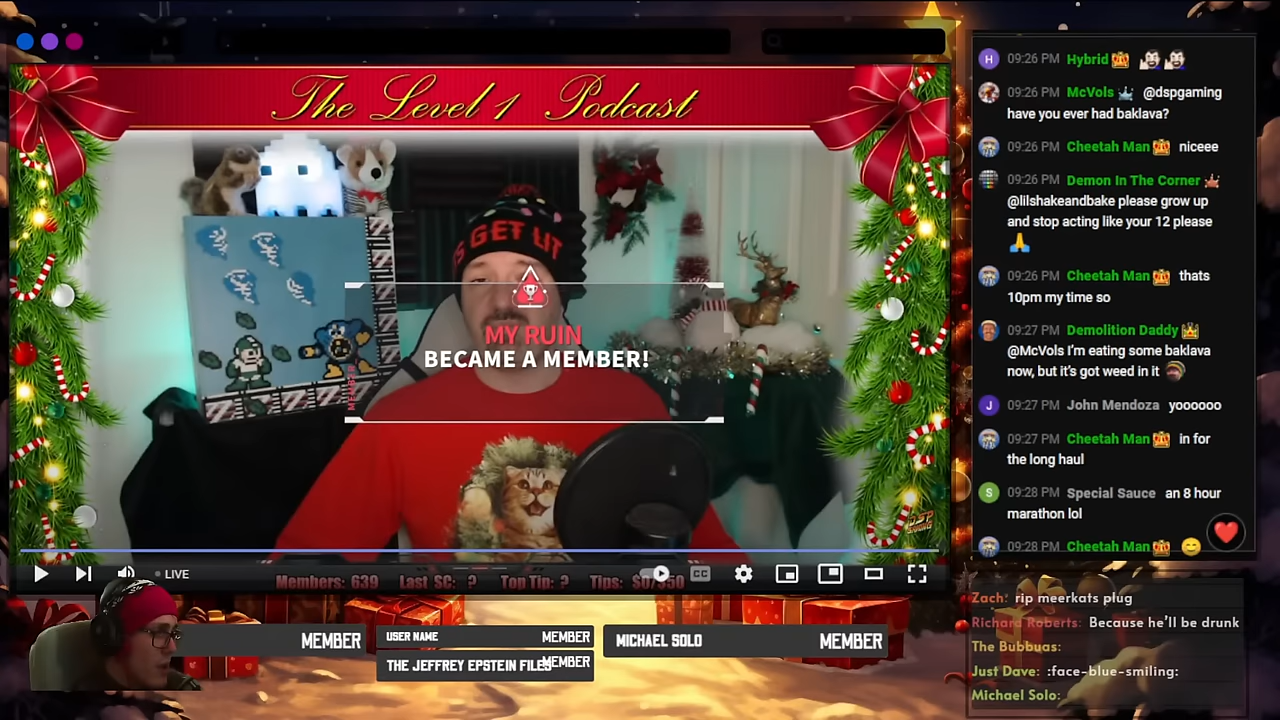 The Level 1 Podcast
S GET LIT
MY RUIN
BECAME A MEMBER!
MEMBER
LIVE
CC
Members: 639 Last SC: ? Top Tip: ? Tips: $0/$50
MEMBER
USER NAME MEMBER
THE JEFFREY EPSTEIN FILES MEMBER
MICHAEL SOLO MEMBER
H 09:26 PM Hybrid
09:26 PM McVols @dspgaming
have you ever had baklava?
09:26 PM Cheetah Man niceee
09:26 PM Demon In The Corner
@lilshakeandbake please grow up
and stop acting like your 12 please
🙏
09:26 PM Cheetah Man thats
10pm my time so
09:27 PM Demolition Daddy
@McVols I'm eating some baklava
now, but it's got weed in it
J 09:27 PM John Mendoza yoooooo
09:27 PM Cheetah Man in for
the long haul
S 09:28 PM Special Sauce an 8 hour
marathon lol
09:28 PM Cheetah Man 😊
Zach: rip meerkats plug
Richard Roberts: Because he'll be drunk
The Bubbuas:
Just Dave: :face-blue-smiling:
Michael Solo: